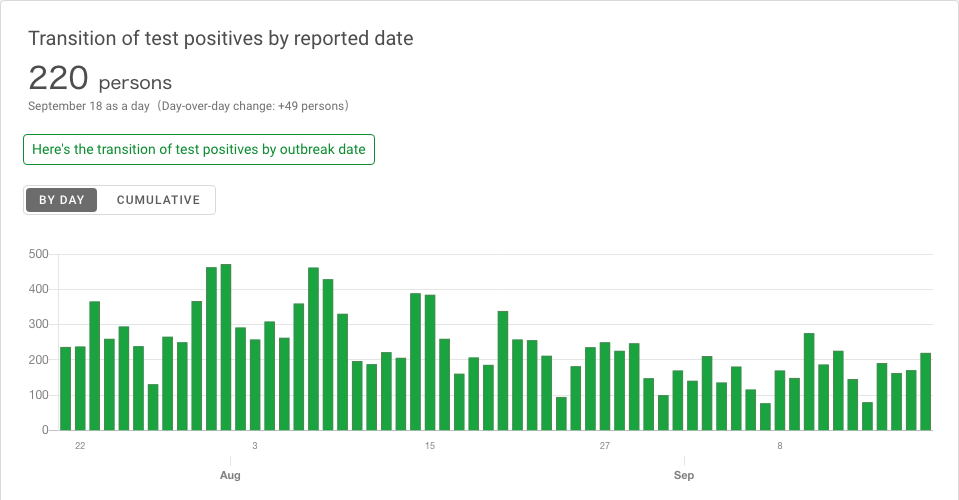 Transition of test positives by reported date
220 persons
September 18 as a day（Day-over-day change: +49 persons）
Here's the transition of test positives by outbreak date
BY DAY CUMULATIVE
500
400
300
200
100
0
22 3 15 27 8
Aug Sep